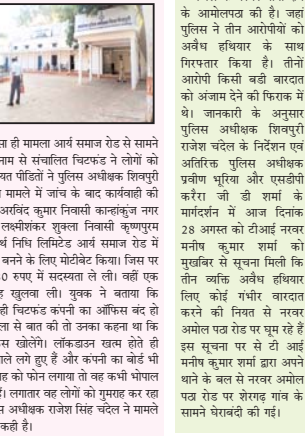 सा ही मामला आर्य समाज रोड से सामने
नाम से संचालित चिटफंड ने लोगों को
यत पीडितों ने पुलिस अधीक्षक शिवपुरी
मामले में जांच के बाद कार्यवाही की
अरविंद कुमार निवासी कान्हांकुंज नगर
लक्ष्मीशंकर शुक्ला निवासी कृष्णपुरम
र्थ निधि लिमिटेड आर्य समाज रोड में
बनने के लिए मोटीबेट किया। जिस पर
0 रुपए में सदस्यता ले ली। वहीं एक
ह खुलवा ली। युवक ने बताया कि
ही चिटफंड कंपनी का ऑफिस बंद हो
ला से बात की तो उनका कहना था कि
स खोलेंगे। लॉकडाउन खत्म होते ही
ाले लगे हुए हैं और कंपनी का बोर्ड भी
ह को फोन लगाया तो वह कभी भोपाल
हैं। लगातार वह लोगों को गुमराह कर रहा
स अधीक्षक राजेश सिंह चंदेल ने मामले
कही है।
के आमोलपठा की है। जहां
पुलिस ने तीन आरोपीयों को
अवैध हथियार के साथ
गिरफ्तार किया है। तीनों
आरोपी किसी बडी बारदात
को अंजाम देने की फिराक में
थे। जानकारी के अनुसार
पुलिस अधीक्षक शिवपुरी
राजेश चंदेल के निर्देशन एवं
अतिरिक्त पुलिस अधीक्षक
प्रवीण भूरिया और एसडीपी
करैरा जी डी शर्मा के
मार्गदर्शन में आज दिनांक
28 अगस्त को टीआई नरवर
मनीष कुमार शर्मा को
मुखबिर से सूचना मिली कि
तीन व्यक्ति अवैध हथियार
लिए कोई गंभीर वारदात
करने की नियत से नरवर
अमोल पठा रोड पर घूम रहे हैं
इस सूचना पर से टी आई
मनीष कुमार शर्मा द्वारा अपने
थाने के बल से नरवर अमोल
पठा रोड पर शेरगढ़ गांव के
सामने घेराबंदी की गई।